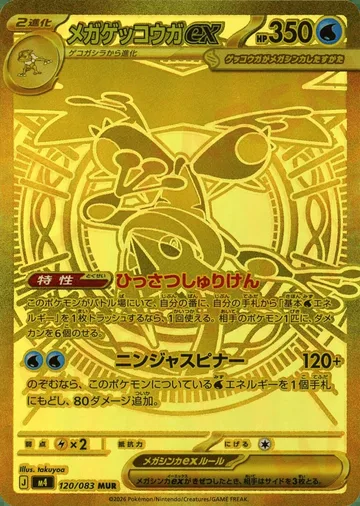 2進化
メガゲッコウガex
HP350
ゲコガシラから進化
ゲッコウガがメガシンカしたすがた
特性
とくせい
ひっさつしゅりけん
このポケモンがバトル場にいて、自分の番に、自分の手札から「基本水エネ
ルギー」を1枚トラッシュするなら、1回使える。相手のポケモン1匹に、ダメ
カンを6個のせる。
ニンジャスピナー 120+
のぞむなら、このポケモンについているエネルギーを1個手札
にもどし、80ダメージ追加。
弱点 ×2 抵抗力 にげる
メガシンカexルール
メガシンカexがきぜつしたとき、相手はサイドを3枚とる。
Illus. takuyoa
J M4 120/083 MUR
©2026 Pokémon/Nintendo/Creatures/GAME FREAK.